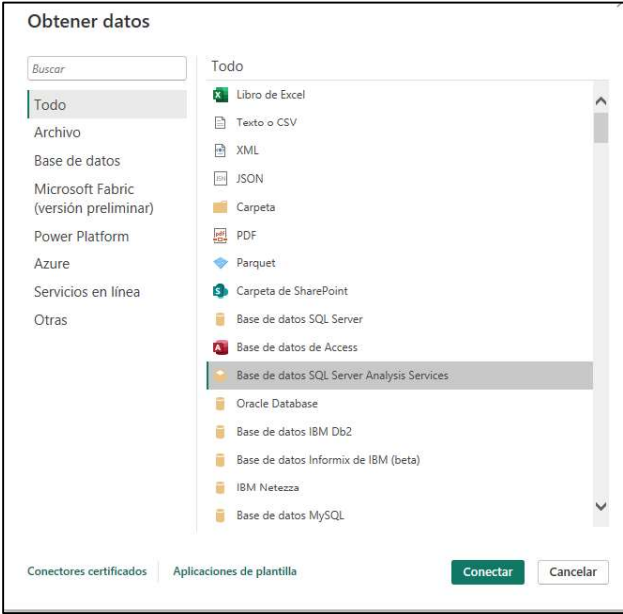 Obtener datos
Buscar
Todo
Archivo
Base de datos
Microsoft Fabric
(versión preliminar)
Power Platform
Azure
Servicios en línea
Otras
Todo
Libro de Excel
Texto o CSV
XML
JSON
Carpeta
PDF
Parquet
Carpeta de SharePoint
Base de datos SQL Server
Base de datos de Access
Base de datos SQL Server Analysis Services
Oracle Database
Base de datos IBM Db2
Base de datos Informix de IBM (beta)
IBM Netezza
Base de datos MySQL
Conectores certificados
Aplicaciones de plantilla
Conectar
Cancelar